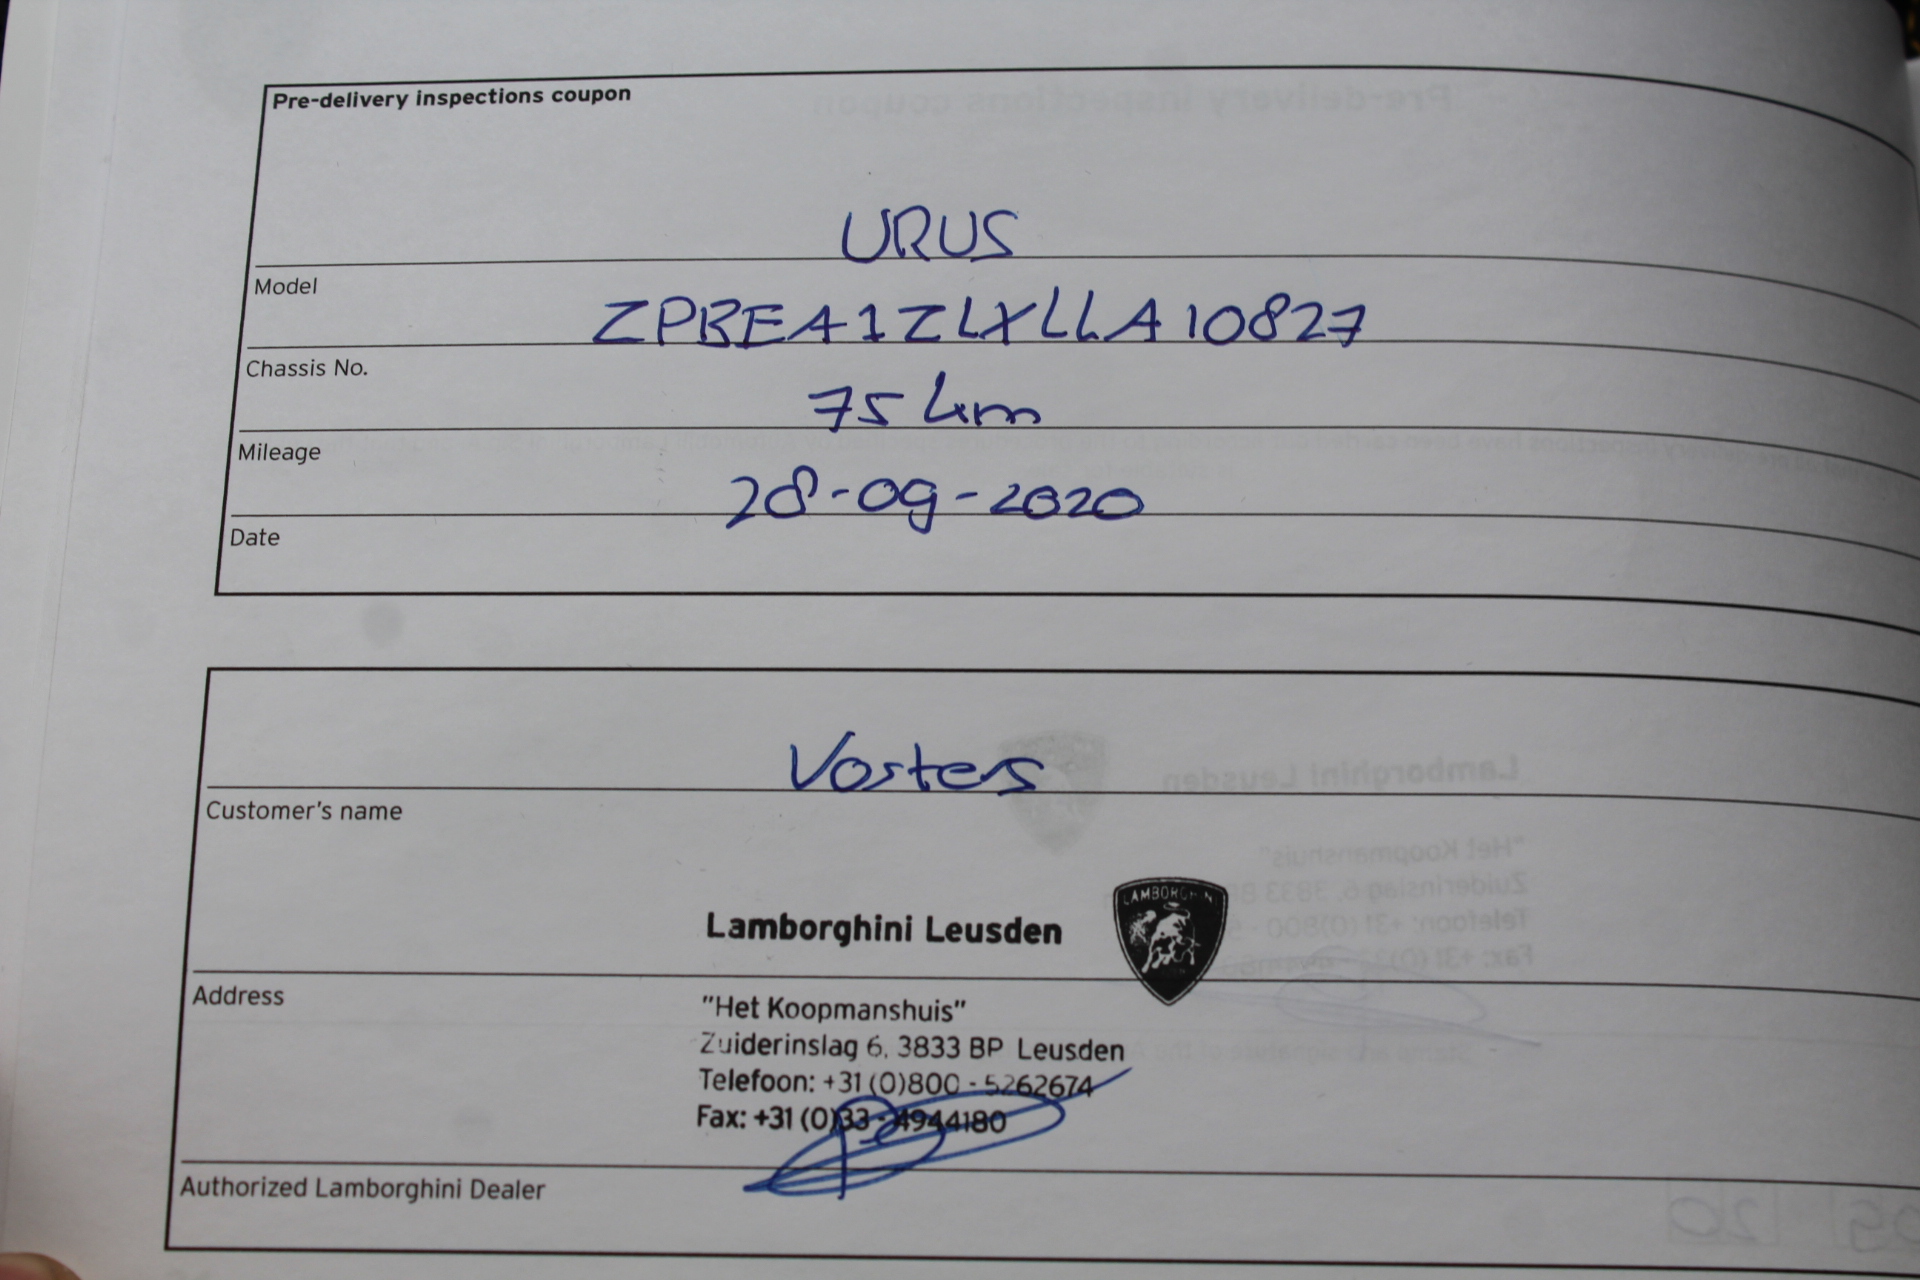 Pre-delivery inspections coupon
URUS
Model
ZPBEA1ZLXLLA10827
Chassis No.
75 km
Mileage
28-09-2020
Date
Vosters
Customer's name
Lamborghini Leusden
LAMBORGHINI
Address
"Het Koopmanshuis"
Zuiderinslag 6, 3833 BP Leusden
Telefoon: +31 (0)800 - 5262674
Fax: +31 (0)33 - 4944180
Authorized Lamborghini Dealer